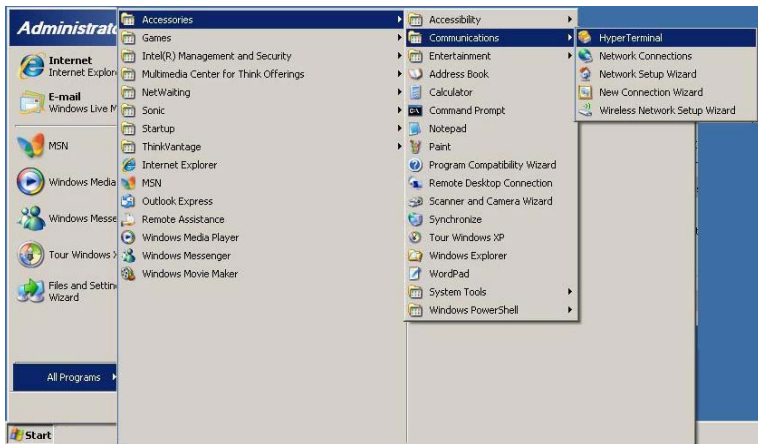 Administrat
Internet
Internet Explor
E-mail
Windows Live M
MSN
Windows Media
Windows Messe
Tour Windows X
Files and Settin
Wizard
All Programs
Start
Accessories
Games
Intel(R) Management and Security
Multimedia Center for Think Offerings
NetWaiting
Sonic
Startup
ThinkVantage
Internet Explorer
MSN
Outlook Express
Remote Assistance
Windows Media Player
Windows Messenger
Windows Movie Maker
Accessibility
Communications
Entertainment
Address Book
Calculator
Command Prompt
Notepad
Paint
Program Compatibility Wizard
Remote Desktop Connection
Scanner and Camera Wizard
Synchronize
Tour Windows XP
Windows Explorer
WordPad
System Tools
Windows PowerShell
HyperTerminal
Network Connections
Network Setup Wizard
New Connection Wizard
Wireless Network Setup Wizard